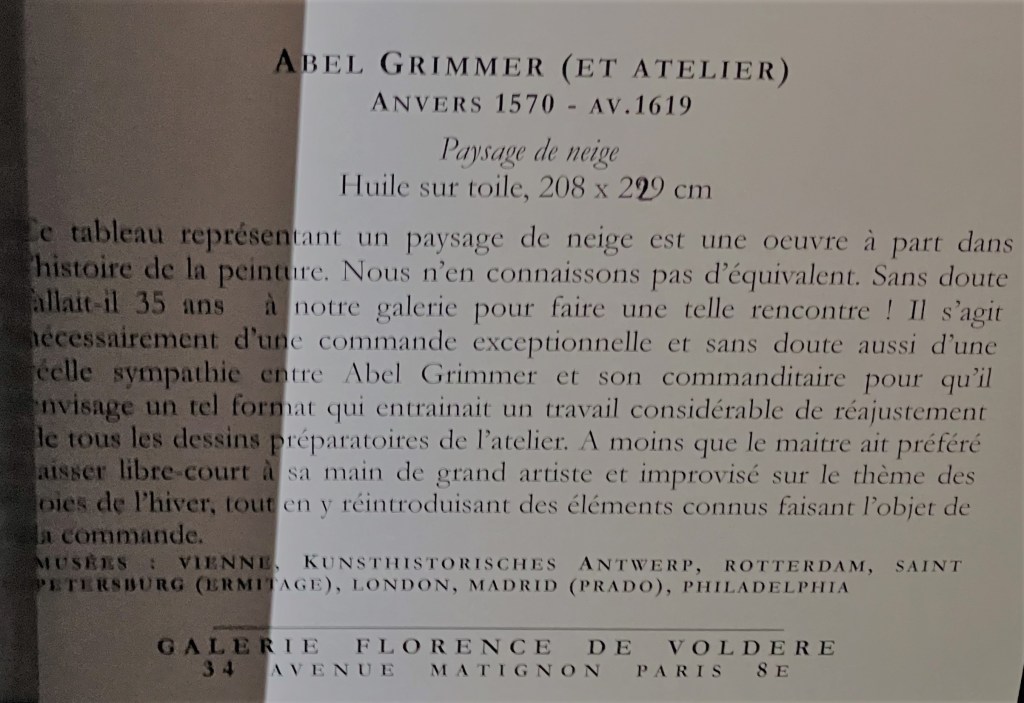 ABEL GRIMMER (ET ATELIER)
ANVERS 1570 - AV.1619
Paysage de neige
Huile sur toile, 208 x 229 cm
Ce tableau représentant un paysage de neige est une oeuvre à part dans
l'histoire de la peinture. Nous n'en connaissons pas d'équivalent. Sans doute
fallait-il 35 ans à notre galerie pour faire une telle rencontre ! Il s'agit
nécessairement d'une commande exceptionnelle et sans doute aussi d'une
réelle sympathie entre Abel Grimmer et son commanditaire pour qu'il
envisage un tel format qui entrainait un travail considérable de réajustement
de tous les dessins préparatoires de l'atelier. A moins que le maitre ait préféré
laisser libre-court à sa main de grand artiste et improvisé sur le thème des
joies de l'hiver, tout en y réintroduisant des éléments connus faisant l'objet de
la commande.
MUSÉES : VIENNE, KUNSTHISTORISCHES ANTWERP, ROTTERDAM, SAINT
PETERSBURG (ERMITAGE), LONDON, MADRID (PRADO), PHILADELPHIA
GALERIE FLORENCE DE VOLDERE
34 AVENUE MATIGNON PARIS 8E